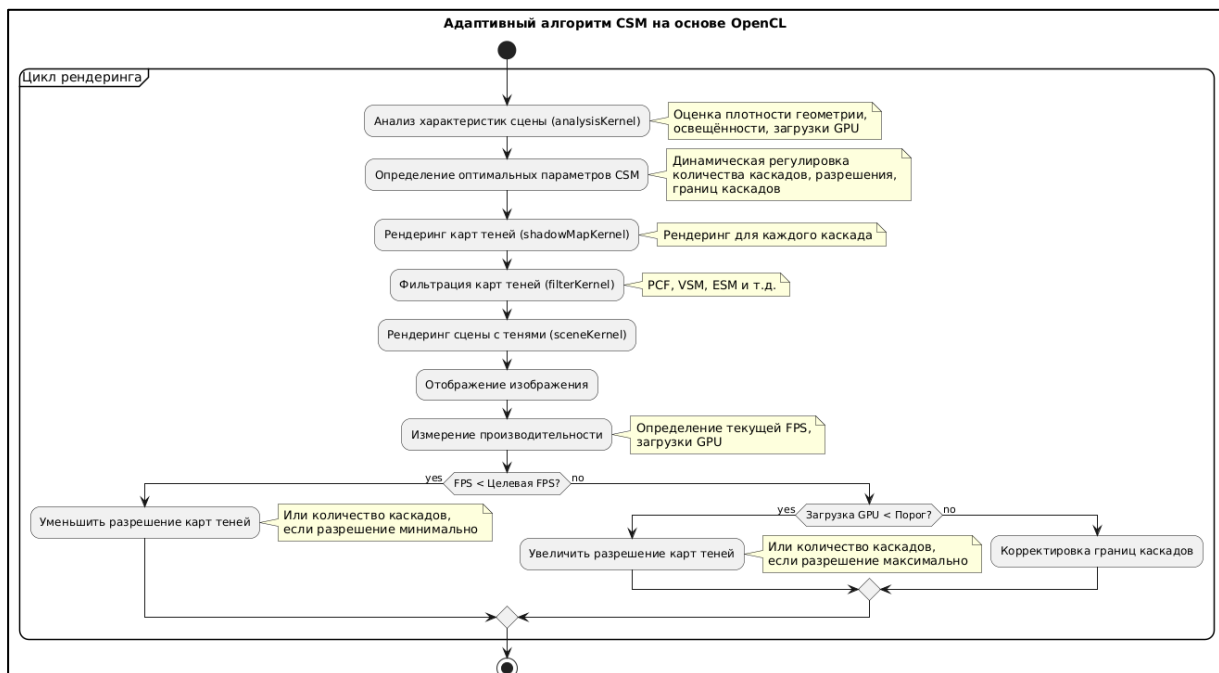 Адаптивный алгоритм CSM на основе OpenCL
Цикл рендеринга
Анализ характеристик сцены (analysisKernel)
Оценка плотности геометрии,
освещённости, загрузки GPU
Определение оптимальных параметров CSM
Динамическая регулировка
количества каскадов, разрешения,
границ каскадов
Рендеринг карт теней (shadowMapKernel)
Рендеринг для каждого каскада
Фильтрация карт теней (filterKernel)
PCF, VSM, ESM и т.д.
Рендеринг сцены с тенями (sceneKernel)
Отображение изображения
Измерение производительности
Определение текущей FPS,
загрузки GPU
yes
FPS < Целевая FPS?
no
Уменьшить разрешение карт теней
Или количество каскадов,
если разрешение минимально
yes
Загрузка GPU < Порог?
no
Увеличить разрешение карт теней
Или количество каскадов,
если разрешение максимально
Корректировка границ каскадов